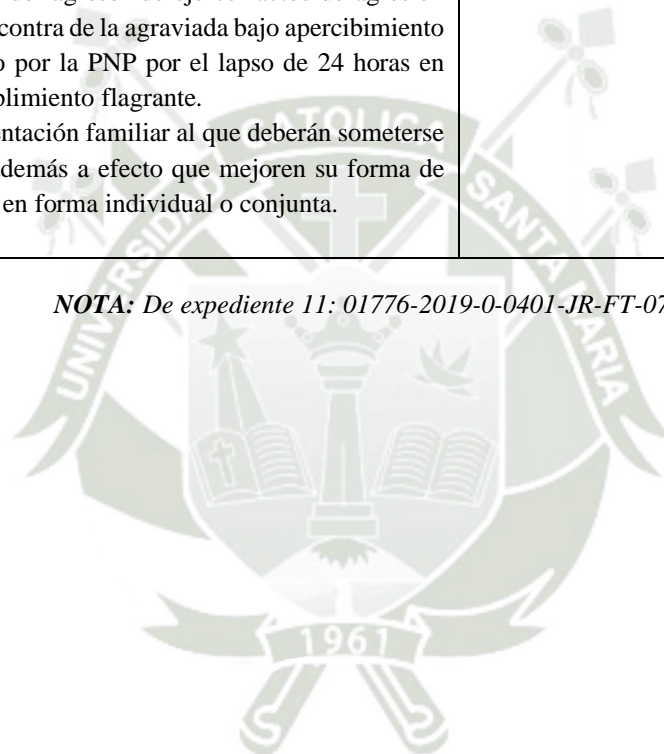 contra de la agraviada bajo apercibimiento
o por la PNP por el lapso de 24 horas en
plimiento flagrante.
entación familiar al que deberán someterse
además a efecto que mejoren su forma de
en forma individual o conjunta.
NOTA: De expediente 11: 01776-2019-0-0401-JR-FT-07
UNIVERSIDAD CATOLICA SANTA MARIA
1961